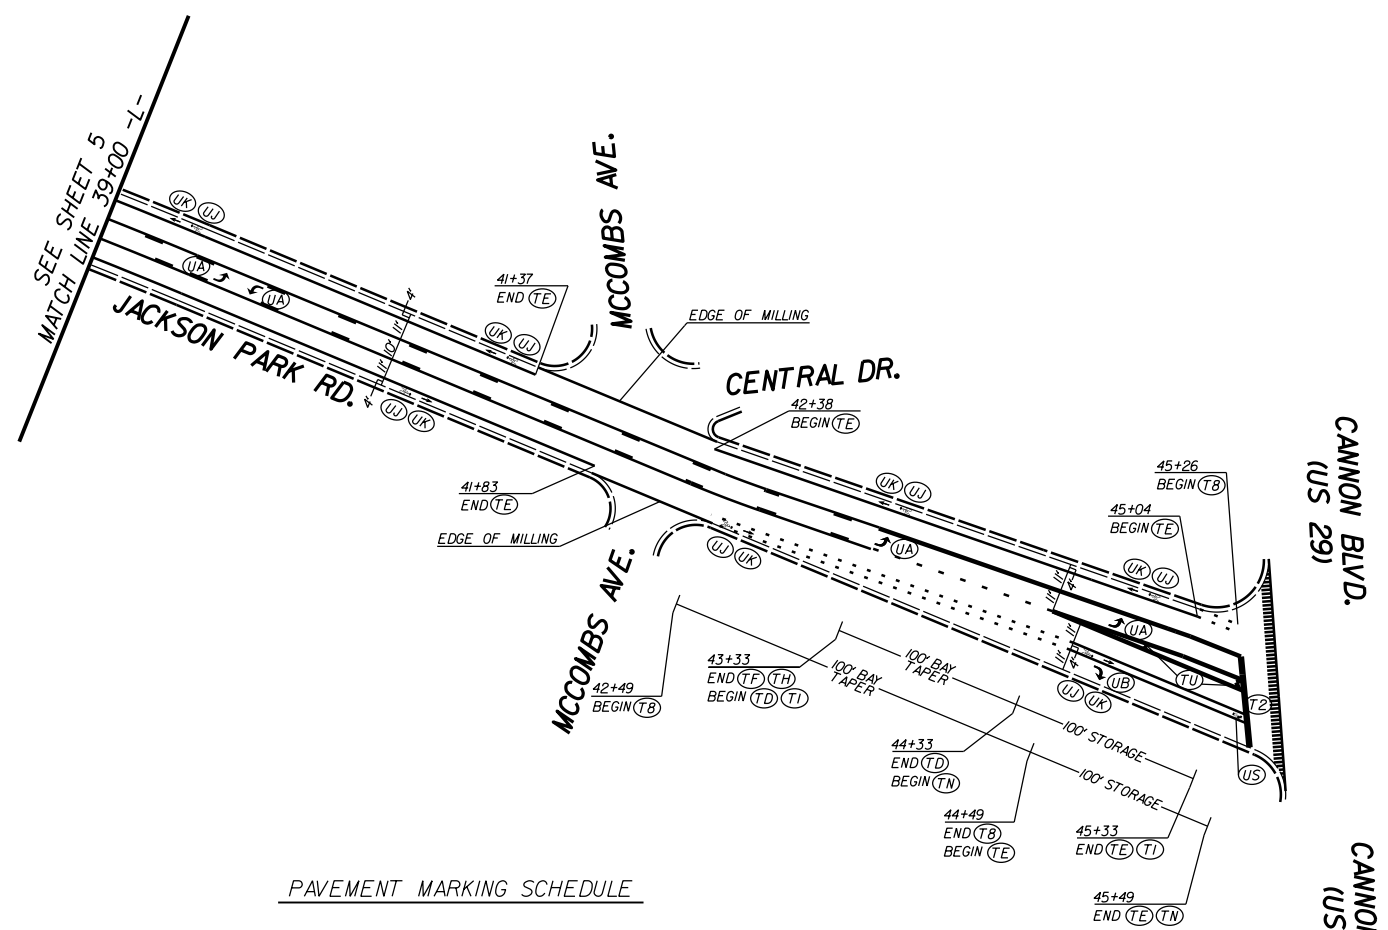 SEE SHEET 5
MATCH LINE 39+00 -L-
UK UJ
UA
UA
JACKSON PARK RD.
4'
11'
10'
11'
4'
UJ UK
41+37
END TE
UK UJ
MCCOMBS AVE.
EDGE OF MILLING
CENTRAL DR.
42+38
BEGIN TE
41+83
END TE
EDGE OF MILLING
MCCOMBS AVE.
UJ UK
UK UJ
UA
45+26
BEGIN T8
45+04
BEGIN TE
UK UJ
CANNON BLVD.
(US 29)
4'
11'
11'
11'
4'
UA
UB
TU
T2
US
UJ UK
42+49
BEGIN T8
43+33
END TF TH
BEGIN TD TI
100' BAY
TAPER
100' BAY
TAPER
44+33
END TD
BEGIN TN
100' STORAGE
100' STORAGE
44+49
END T8
BEGIN TE
45+33
END TE TI
45+49
END TE TN
PAVEMENT MARKING SCHEDULE
CANNO
(US